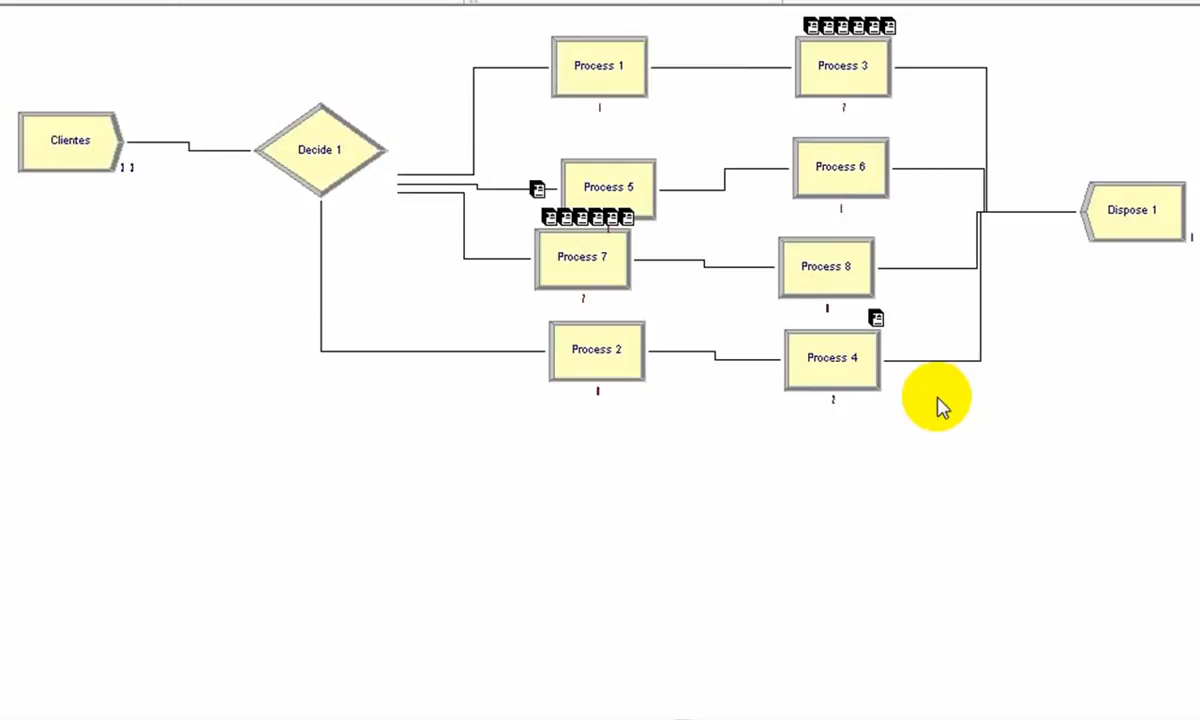 Process 1
Process 3
Clientes
Decide 1
Process 5
Process 6
Process 7
Process 8
Dispose 1
Process 2
Process 4